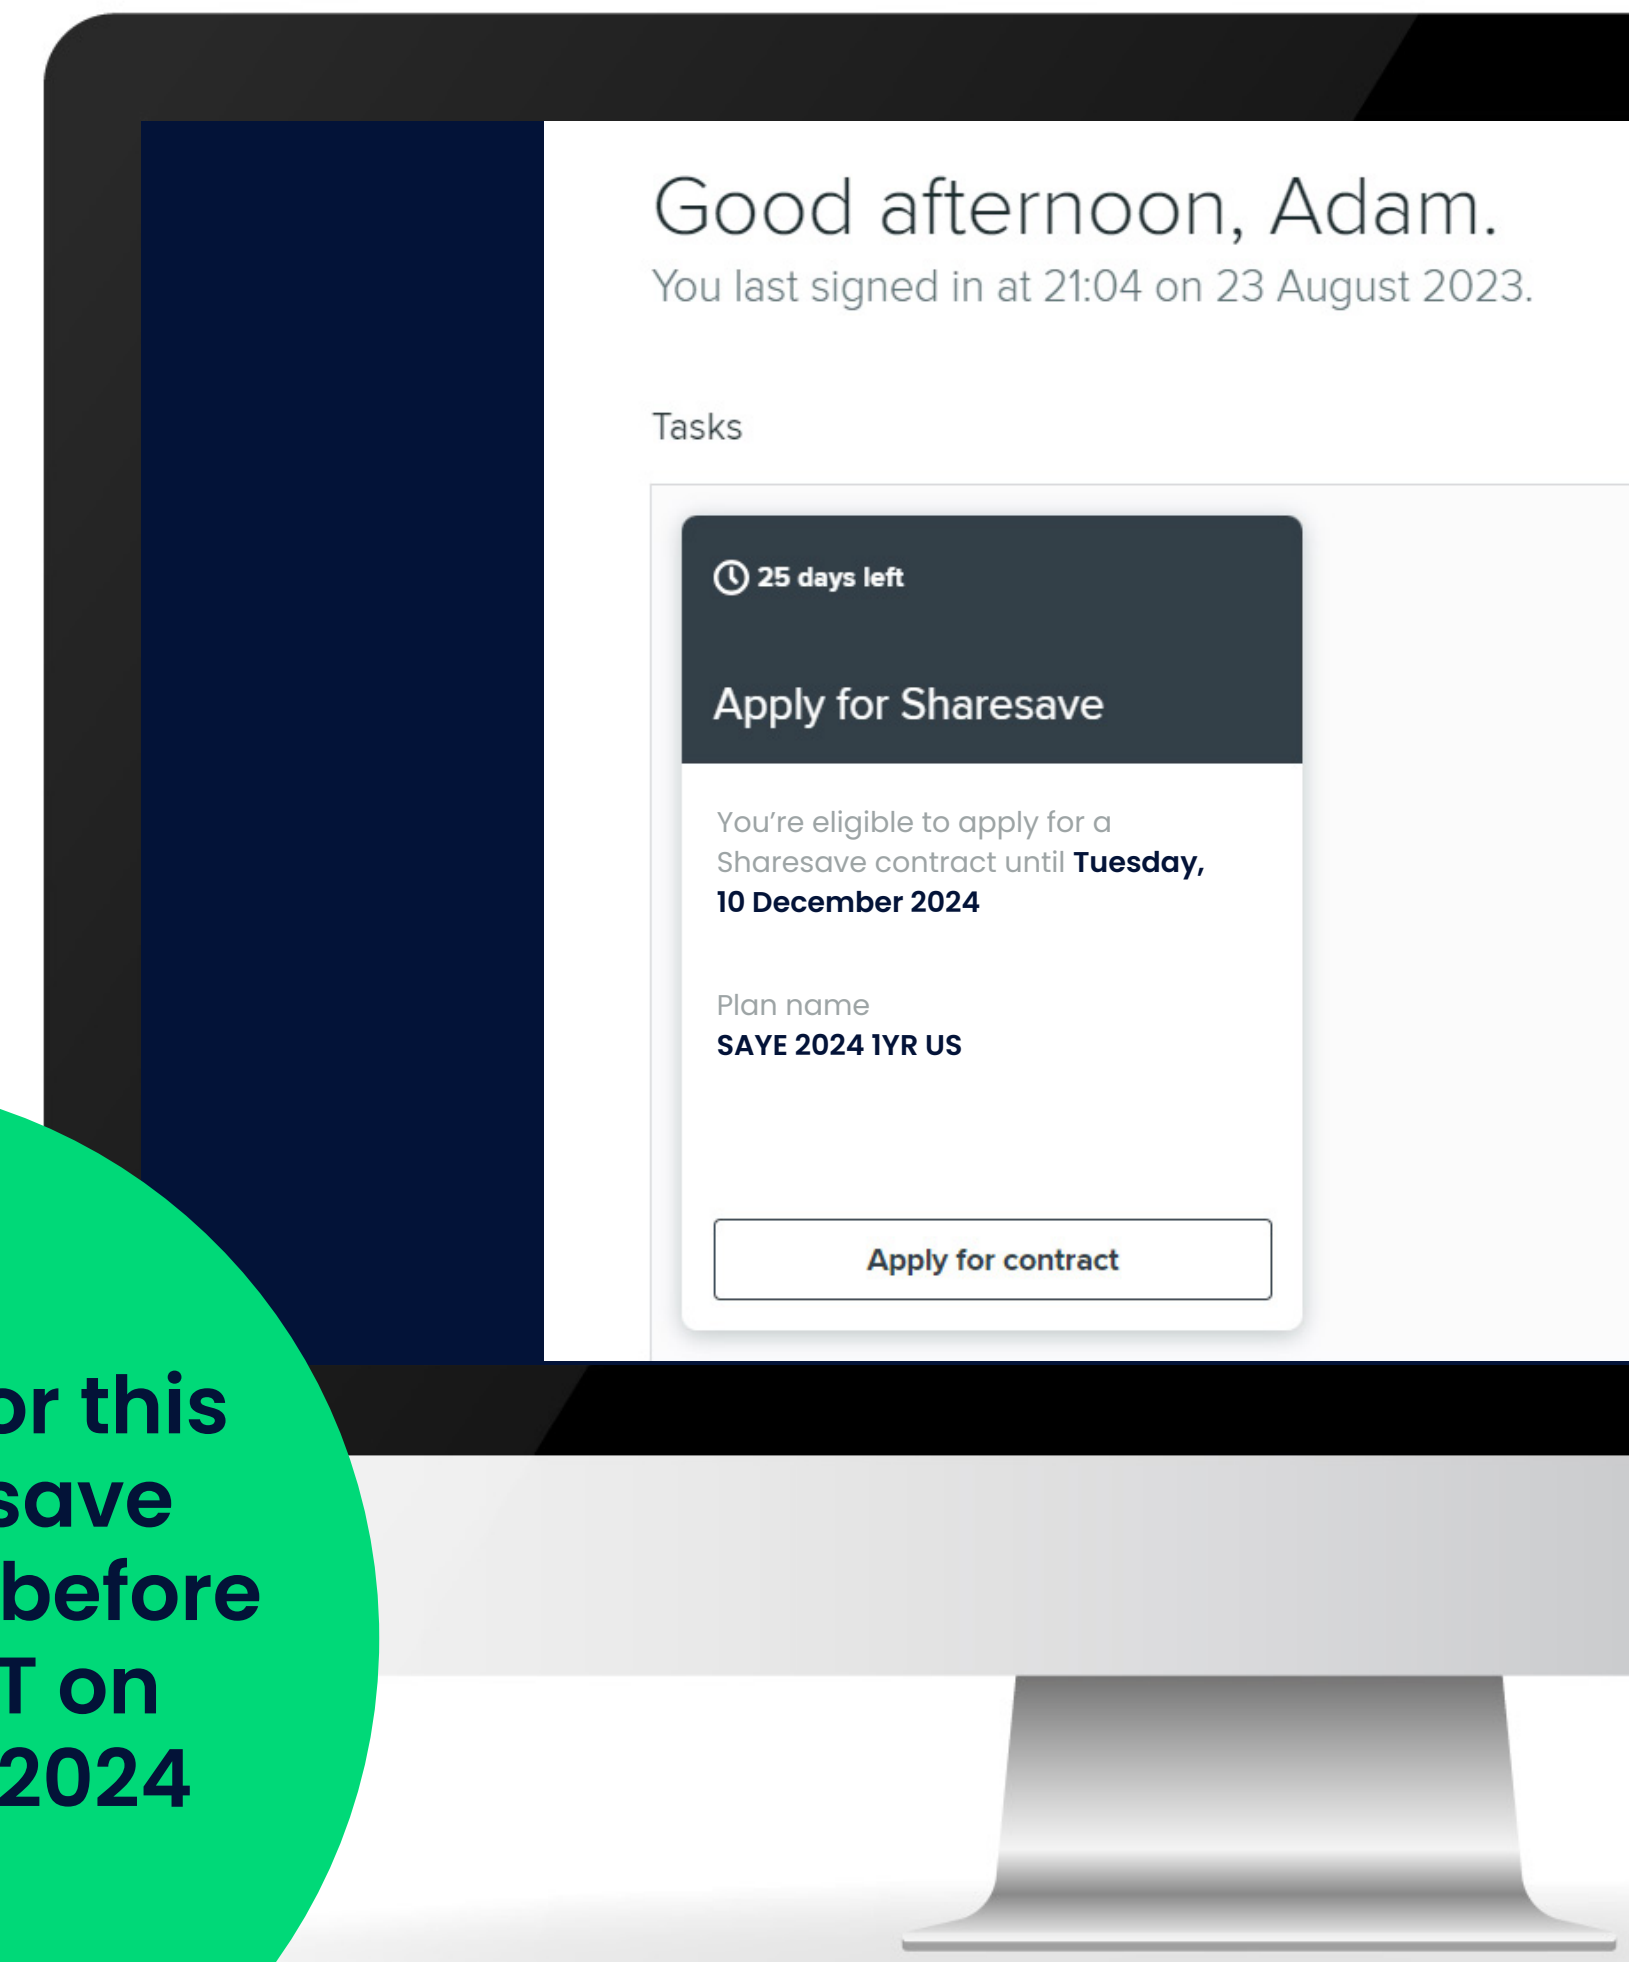 Good afternoon, Adam.
You last signed in at 21:04 on 23 August 2023.
Tasks
25 days left
Apply for Sharesave
You're eligible to apply for a
Sharesave contract until Tuesday,
10 December 2024
Plan name
SAYE 2024 1YR US
Apply for contract
or this
save
before
T on
2024